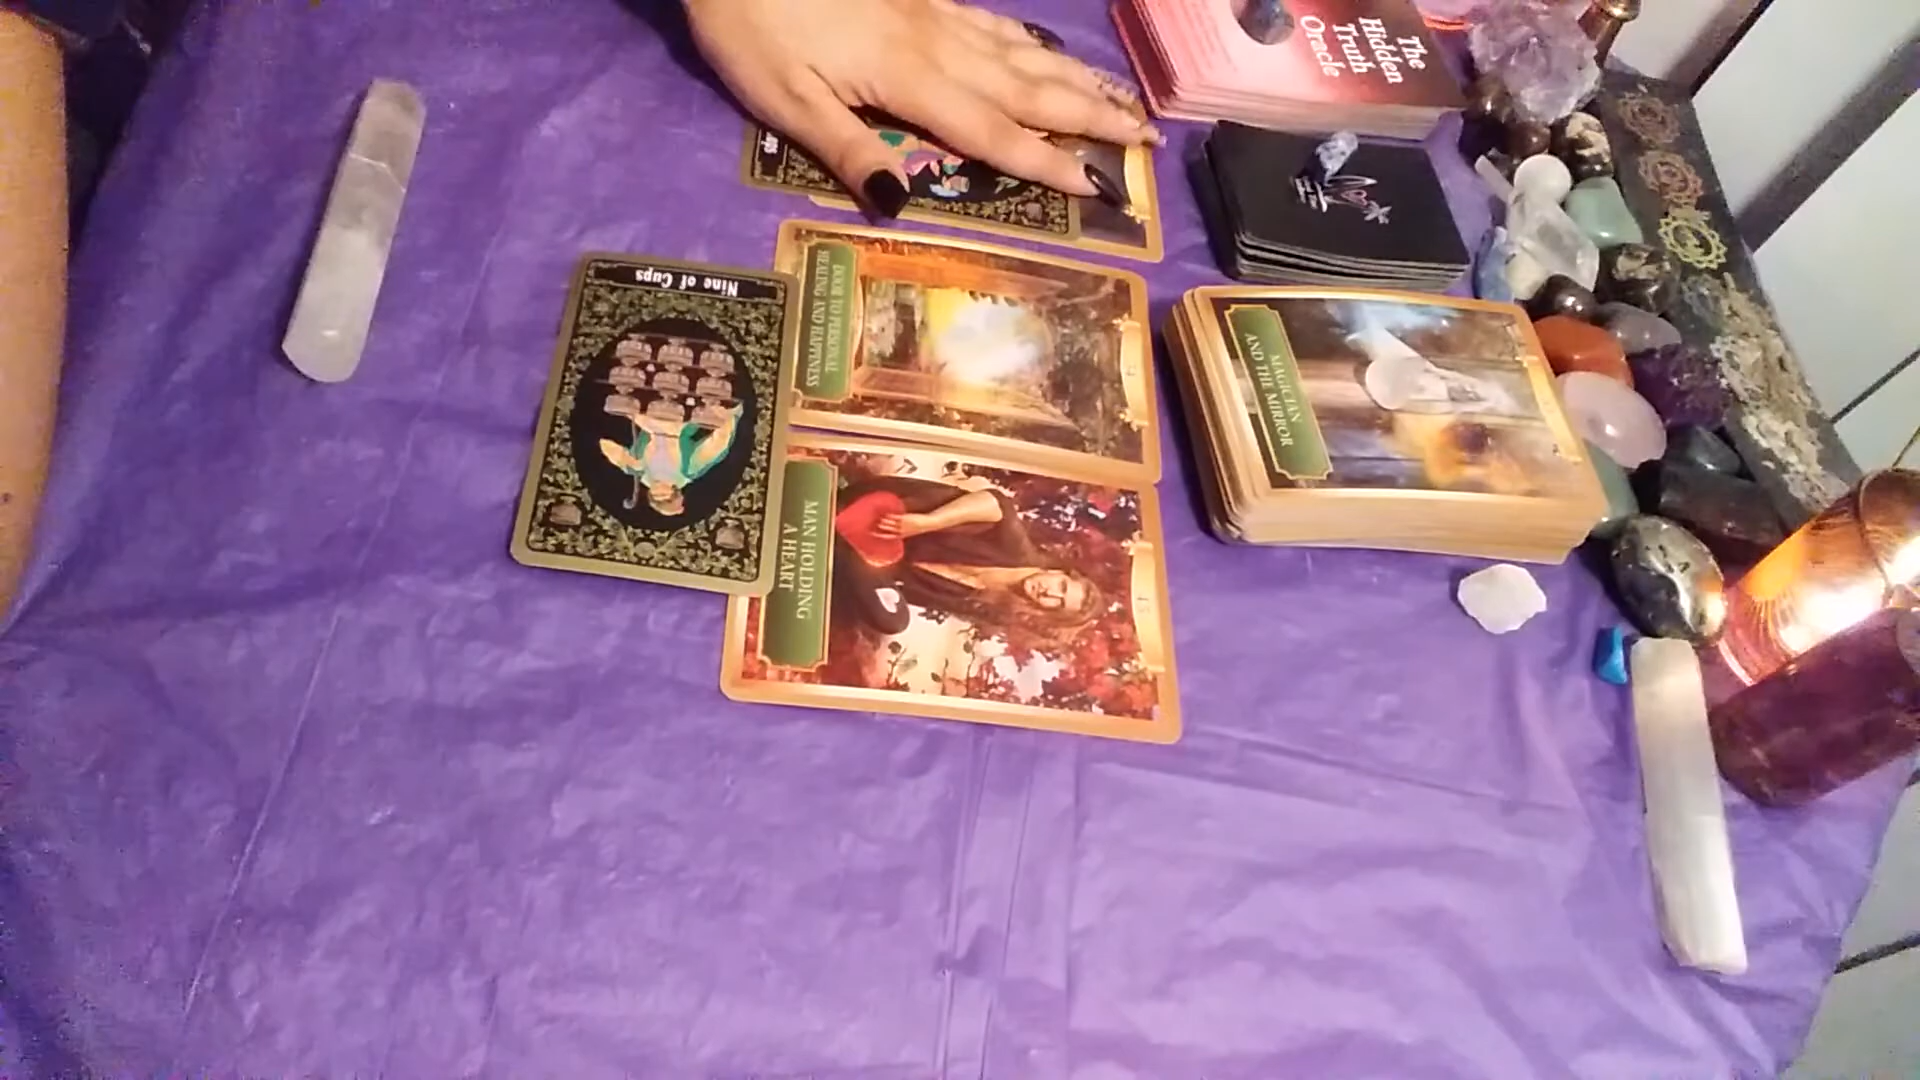 The
Hidden
Truth
Oracle
Nine of Cups
DOOR TO PERSONAL
HEALING AND HAPPINESS
MAGICIAN
AND THE MIRROR
MAN HOLDING
A HEART